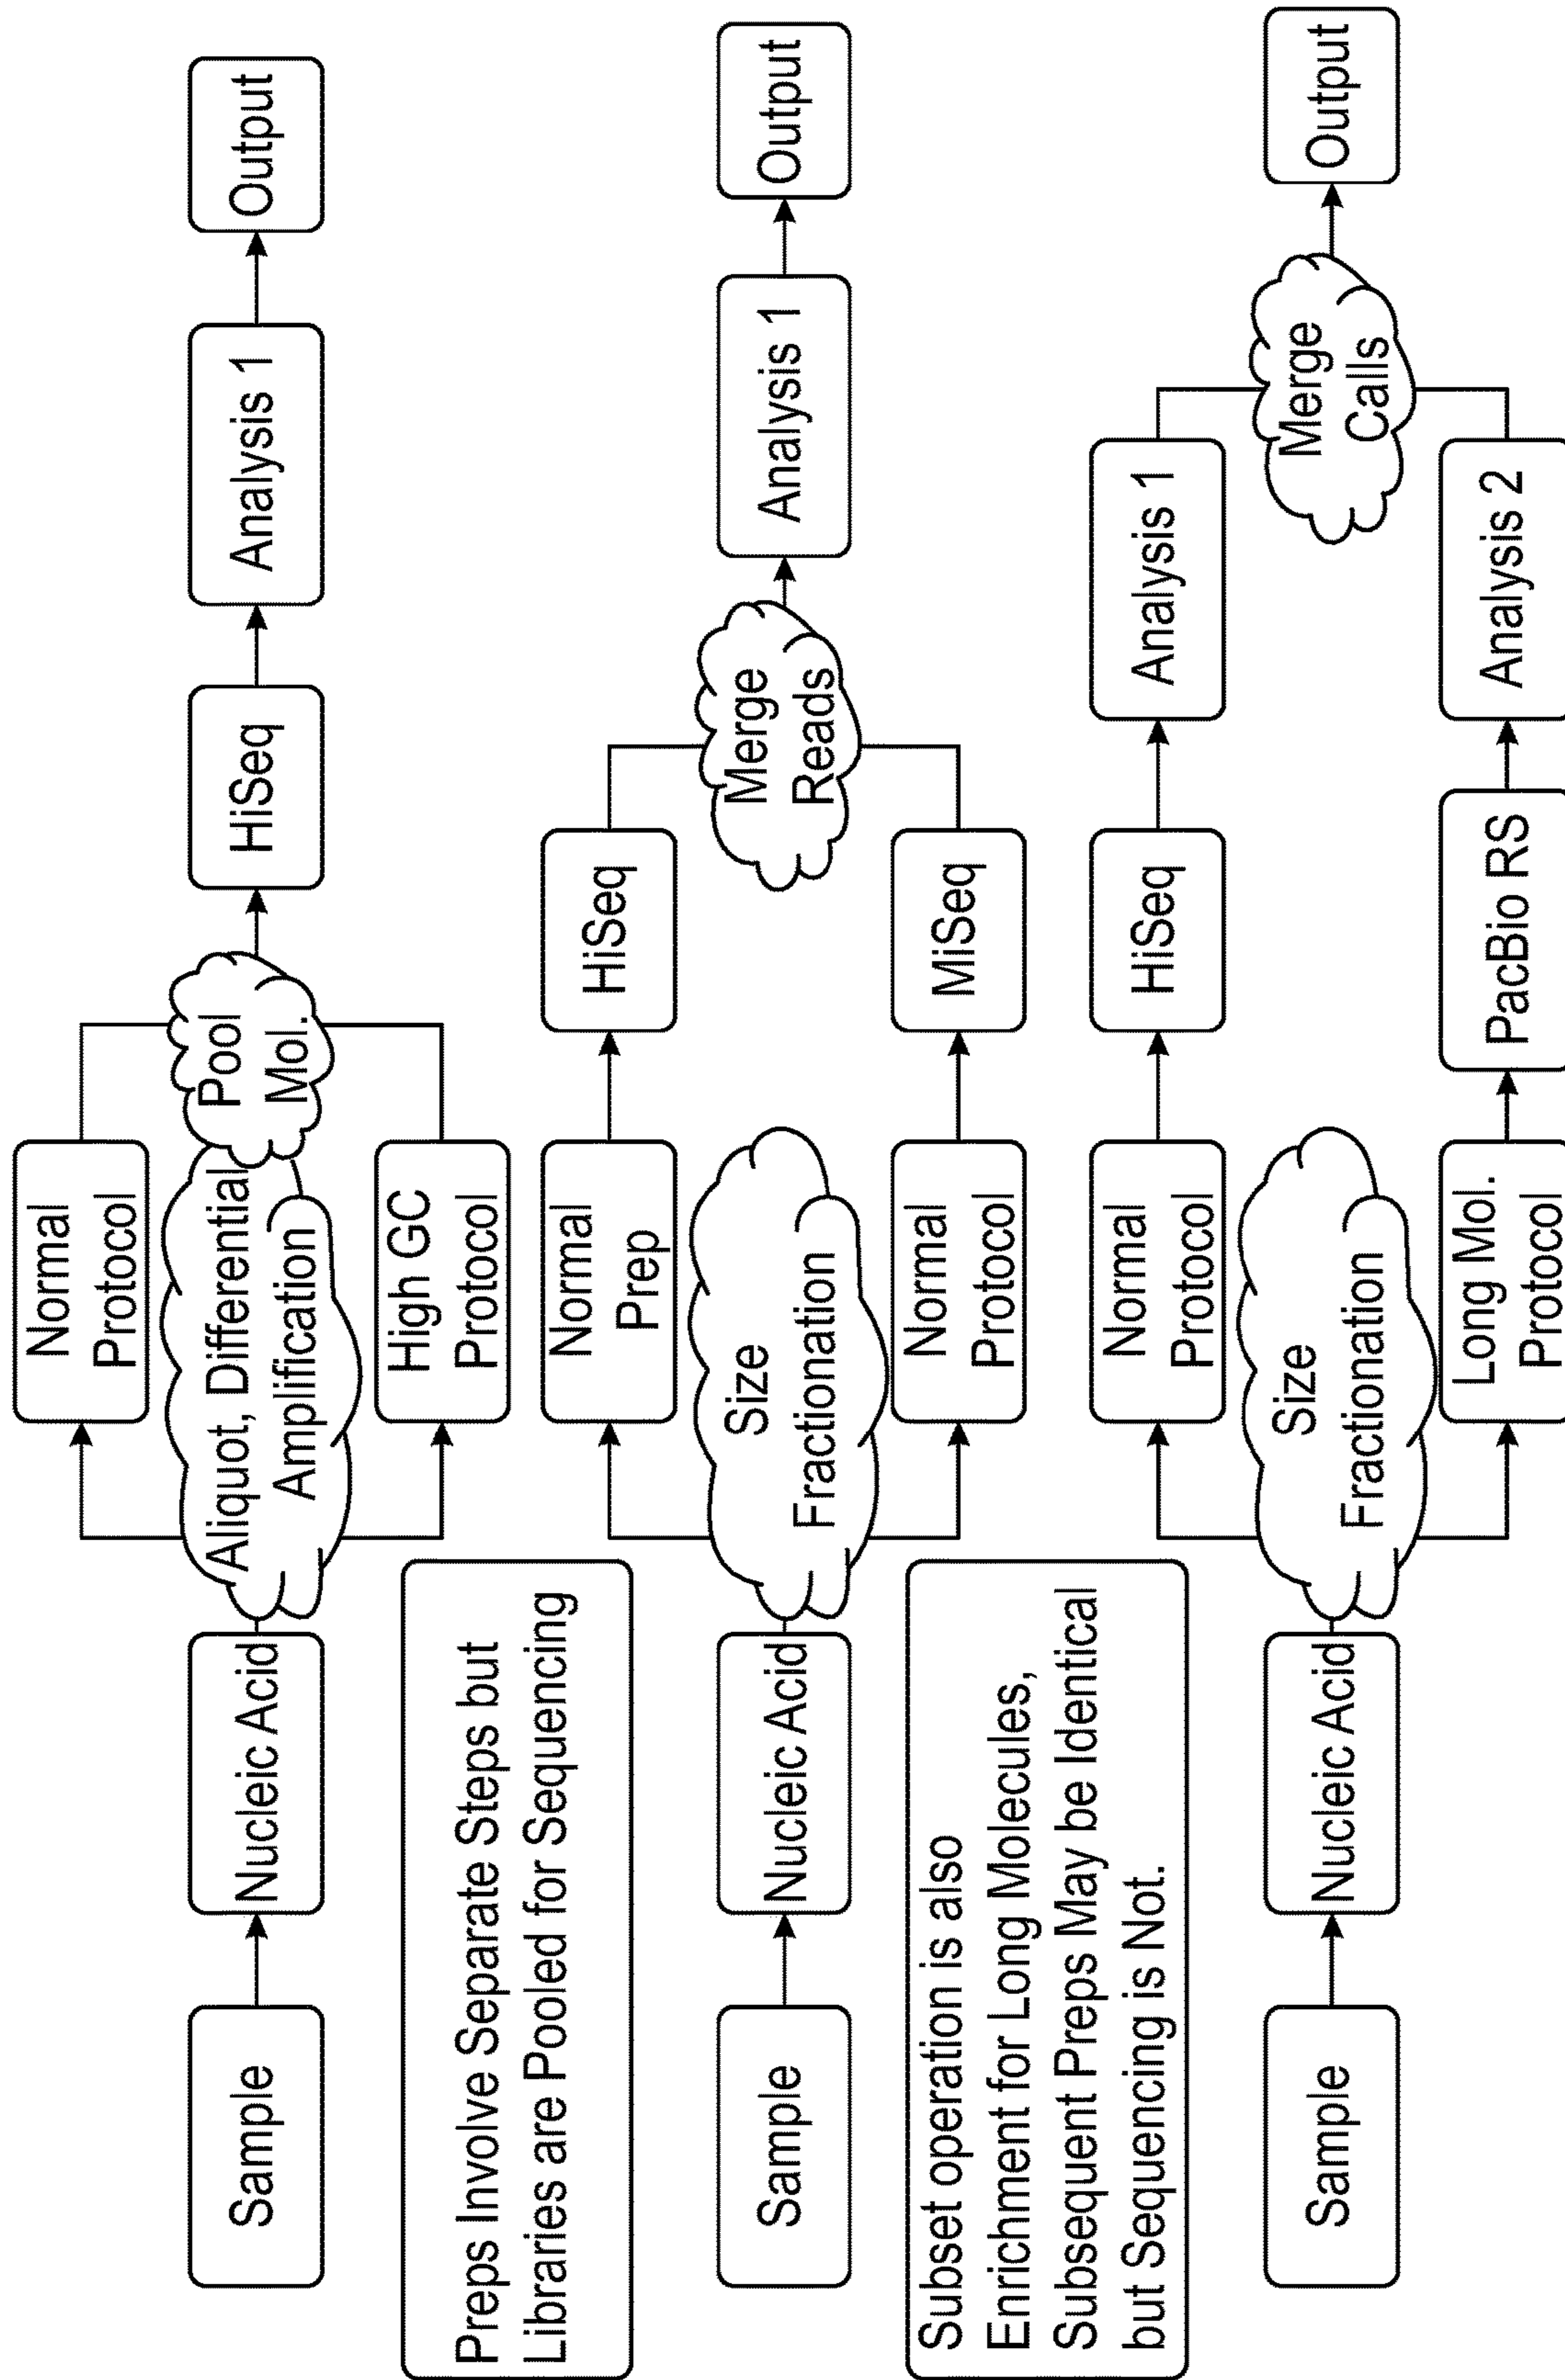 Sample
Nucleic Acid
Aliquot, Differential
Amplification
Normal
Protocol
High GC
Protocol
Pool
Mol.
HiSeq
Analysis 1
Output
Preps Involve Separate Steps but
Libraries are Pooled for Sequencing
Sample
Nucleic Acid
Size
Fractionation
Normal
Prep
Normal
Protocol
HiSeq
MiSeq
Merge
Reads
Analysis 1
Output
Subset operation is also
Enrichment for Long Molecules,
Subsequent Preps May be Identical
but Sequencing is Not.
Sample
Nucleic Acid
Size
Fractionation
Normal
Protocol
Long Mol.
Protocol
HiSeq
PacBio RS
Analysis 1
Analysis 2
Merge
Calls
Output